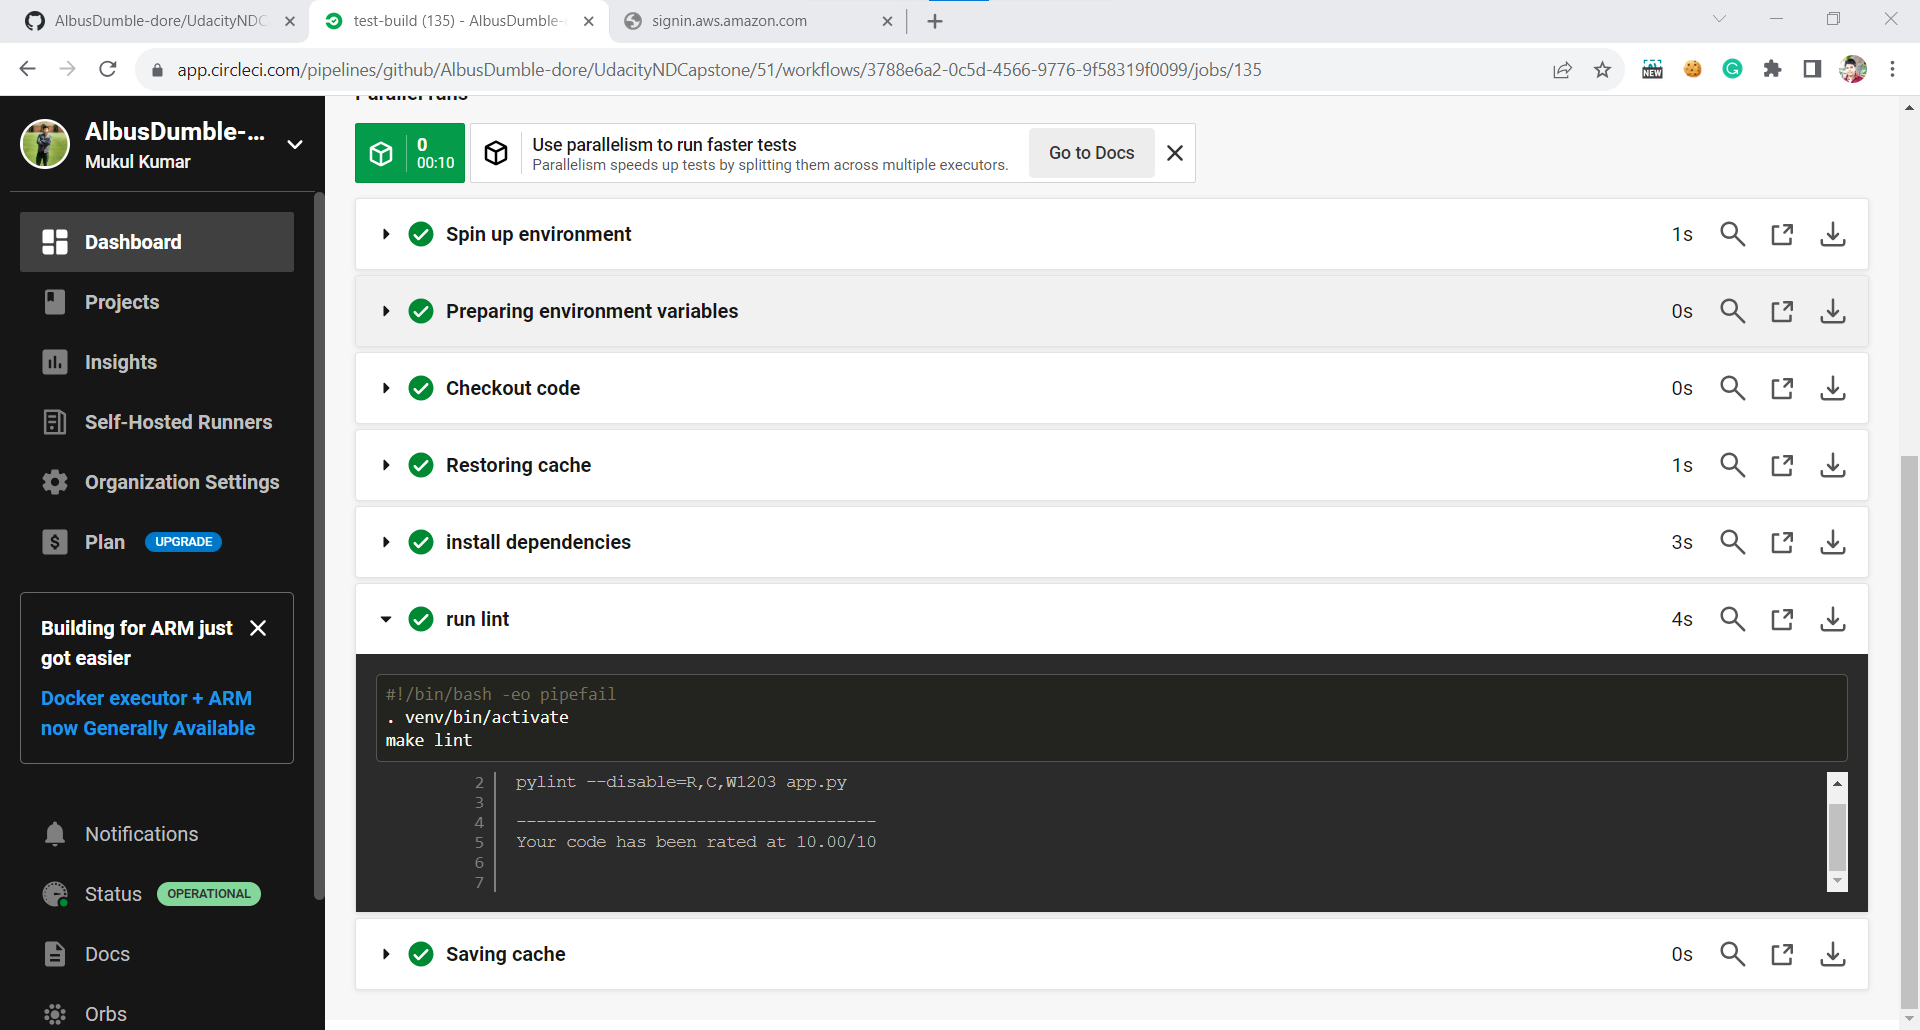 AlbusDumble-dore/UdacityNDC
test-build (135) - AlbusDumble-
signin.aws.amazon.com
app.circleci.com/pipelines/github/AlbusDumble-dore/UdacityNDCapstone/51/workflows/3788e6a2-0c5d-4566-9776-9f58319f0099/jobs/135
NEW
AlbusDumble-...
Mukul Kumar
Dashboard
Projects
Insights
Self-Hosted Runners
Organization Settings
Plan UPGRADE
Building for ARM just
got easier
Docker executor + ARM
now Generally Available
Notifications
Status OPERATIONAL
Docs
Orbs
Parallel runs
0
00:10
Use parallelism to run faster tests
Parallelism speeds up tests by splitting them across multiple executors.
Go to Docs
Spin up environment 1s
Preparing environment variables 0s
Checkout code 0s
Restoring cache 1s
install dependencies 3s
run lint 4s
#!/bin/bash -eo pipefail
. venv/bin/activate
make lint
2 pylint --disable=R,C,W1203 app.py
3
4 ------------------------------------
5 Your code has been rated at 10.00/10
6
7
Saving cache 0s